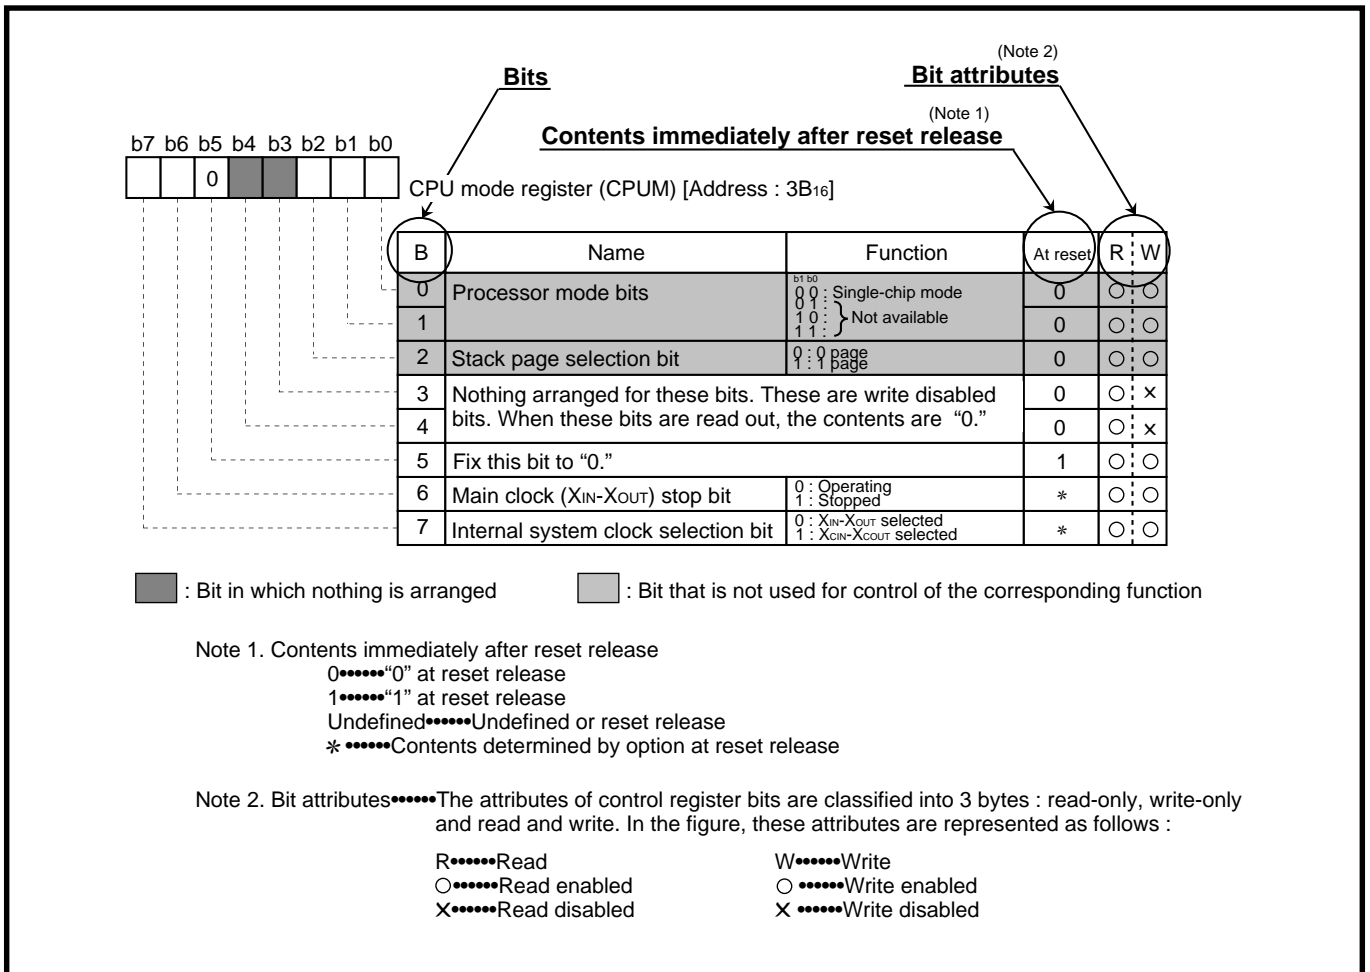 (Note 2)
Bits
Bit attributes
(Note 1)
Contents immediately after reset release
b7 b6 b5 b4 b3 b2 b1 b0
0
CPU mode register (CPUM) [Address : 3B16]
B Name Function At reset R W
0 Processor mode bits b1 b0 0 ○ ○
0 0 : Single-chip mode
0 1 :
1 1 0 : Not available 0 ○ ○
1 1 :
2 Stack page selection bit 0 : 0 page 0 ○ ○
1 : 1 page
3 Nothing arranged for these bits. These are write disabled 0 ○ ×
4 bits. When these bits are read out, the contents are “0.” 0 ○ ×
5 Fix this bit to “0.” 1 ○ ○
6 Main clock (XIN-XOUT) stop bit 0 : Operating * ○ ○
1 : Stopped
7 Internal system clock selection bit 0 : XIN-XOUT selected * ○ ○
1 : XCIN-XCOUT selected
: Bit in which nothing is arranged : Bit that is not used for control of the corresponding function
Note 1. Contents immediately after reset release
0••••••“0” at reset release
1••••••“1” at reset release
Undefined••••••Undefined or reset release
* ••••••Contents determined by option at reset release
Note 2. Bit attributes••••••The attributes of control register bits are classified into 3 bytes : read-only, write-only
and read and write. In the figure, these attributes are represented as follows :
R••••••Read W••••••Write
○••••••Read enabled ○ ••••••Write enabled
×••••••Read disabled × ••••••Write disabled